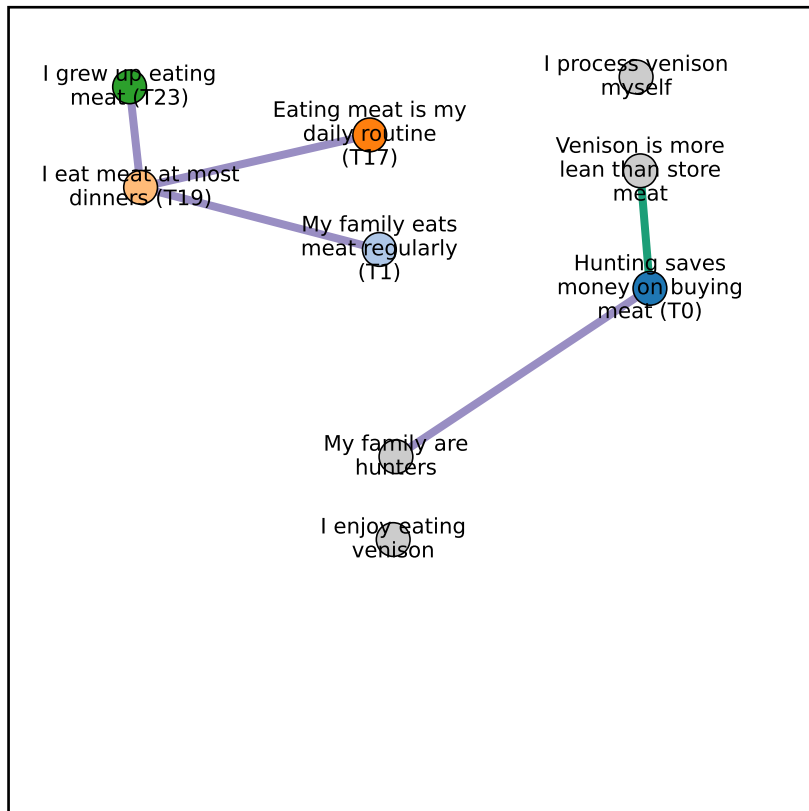 I grew up eating
meat (T23)
I process venison
myself
Eating meat is my
daily routine
(T17)
Venison is more
lean than store
meat
I eat meat at most
dinners (T19)
My family eats
meat regularly
(T1)
Hunting saves
money on buying
meat (T0)
My family are
hunters
I enjoy eating
venison